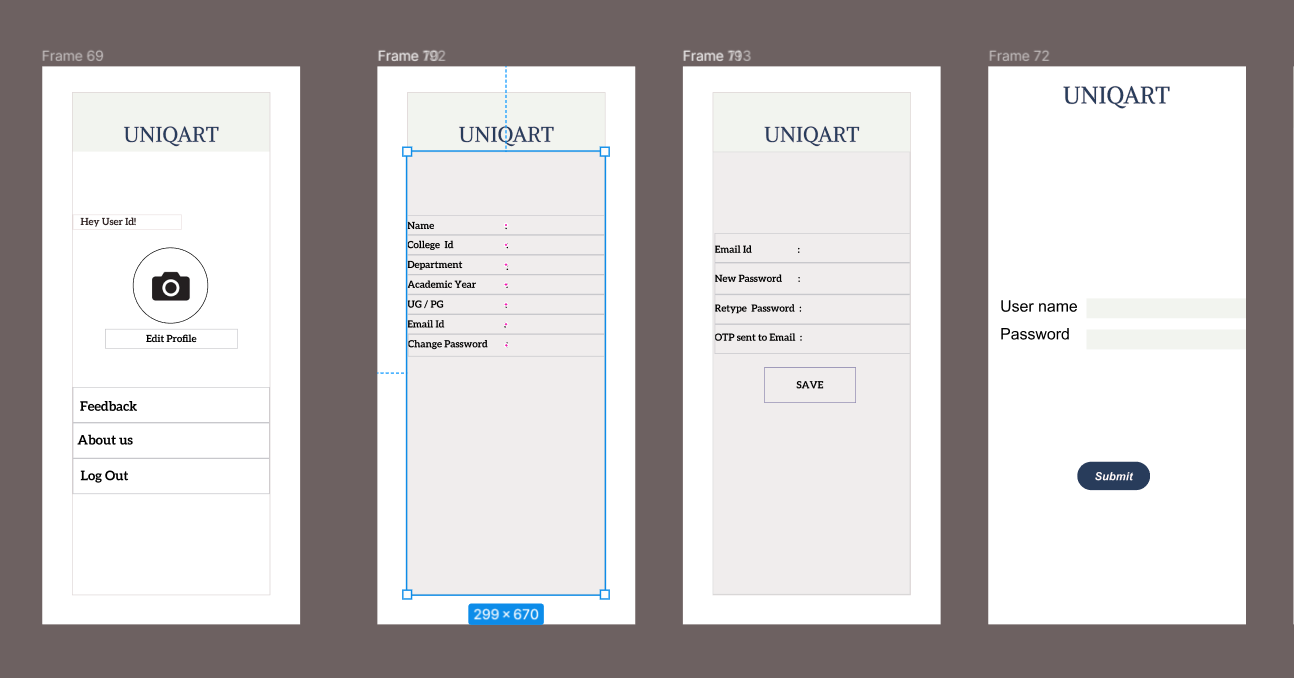 Frame 69
UNIQART
Hey User Id!
Edit Profile
Feedback
About us
Log Out
Frame
UNIQART
Name :
College Id :
Department :
Academic Year :
UG / PG :
Email Id :
Change Password :
299 × 670
Frame
UNIQART
Email Id :
New Password :
Retype Password :
OTP sent to Email :
SAVE
Frame 72
UNIQART
User name
Password
Submit